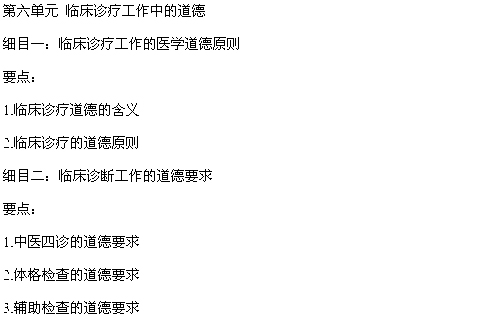 第六单元 临床诊疗工作中的道德
细目一：临床诊疗工作的医学道德原则
要点：
1.临床诊疗道德的含义
2.临床诊疗的道德原则
细目二：临床诊断工作的道德要求
要点：
1.中医四诊的道德要求
2.体格检查的道德要求
3.辅助检查的道德要求